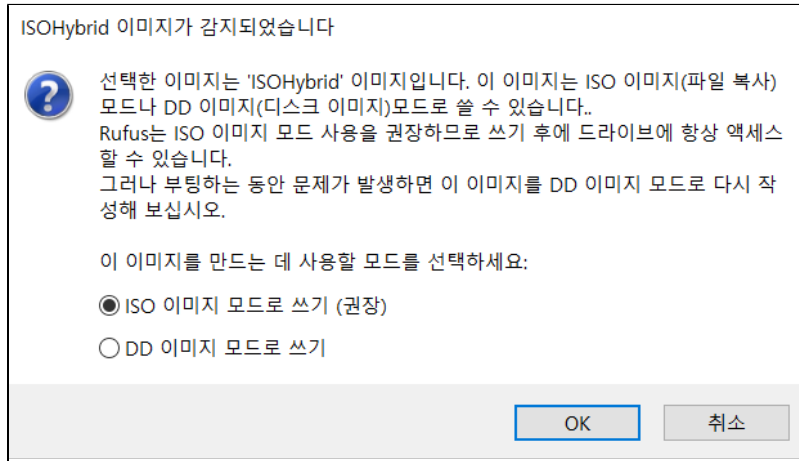 ISOHybrid 이미지가 감지되었습니다
선택한 이미지는 'ISOHybrid' 이미지입니다. 이 이미지는 ISO 이미지(파일 복사)
모드나 DD 이미지(디스크 이미지)모드로 쓸 수 있습니다..
Rufus는 ISO 이미지 모드 사용을 권장하므로 쓰기 후에 드라이브에 항상 액세스
할 수 있습니다.
그러나 부팅하는 동안 문제가 발생하면 이 이미지를 DD 이미지 모드로 다시 작
성해 보십시오.
이 이미지를 만드는 데 사용할 모드를 선택하세요:
ISO 이미지 모드로 쓰기 (권장)
DD 이미지 모드로 쓰기
OK
취소